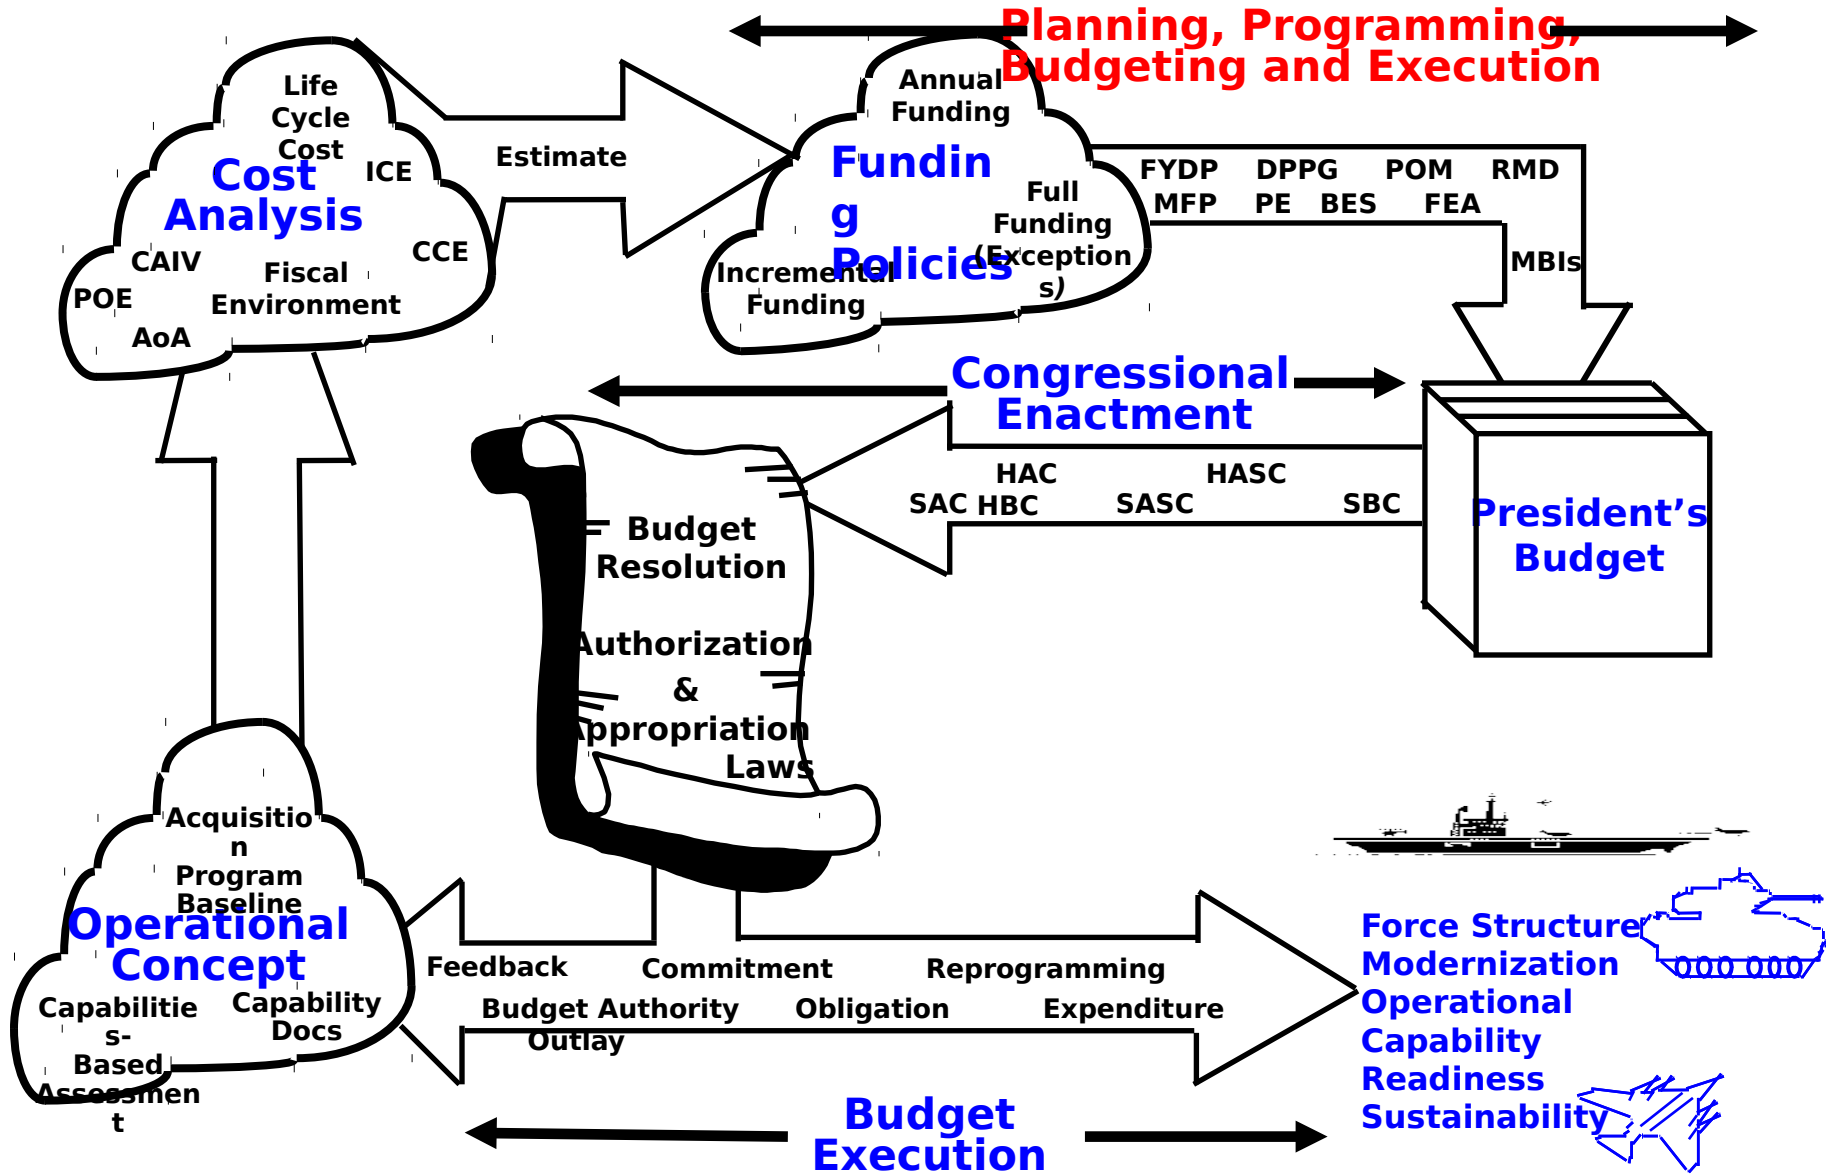 Planning, Programming,
Budgeting and Execution
Life
Cycle
Cost
ICE
Cost
Analysis
CAIV
CCE
Fiscal
Environment
POE
AoA
Estimate
Annual
Funding
Fundin
g
Policies
Full
Funding
(Exception
s)
Incremental
Funding
FYDP DPPG POM RMD
MFP PE BES FEA
MBIs
Congressional
Enactment
HAC HASC
SAC HBC SASC SBC
President’s
Budget
Budget
Resolution
Authorization
&
Appropriation
Laws
Acquisitio
n
Program
Baseline
Operational
Concept
Capabilitie
s-
Based
Assessmen
t
Capability
Docs
Feedback Commitment Reprogramming
Budget Authority Obligation Expenditure
Outlay
Force Structure
Modernization
Operational
Capability
Readiness
Sustainability
Budget
Execution